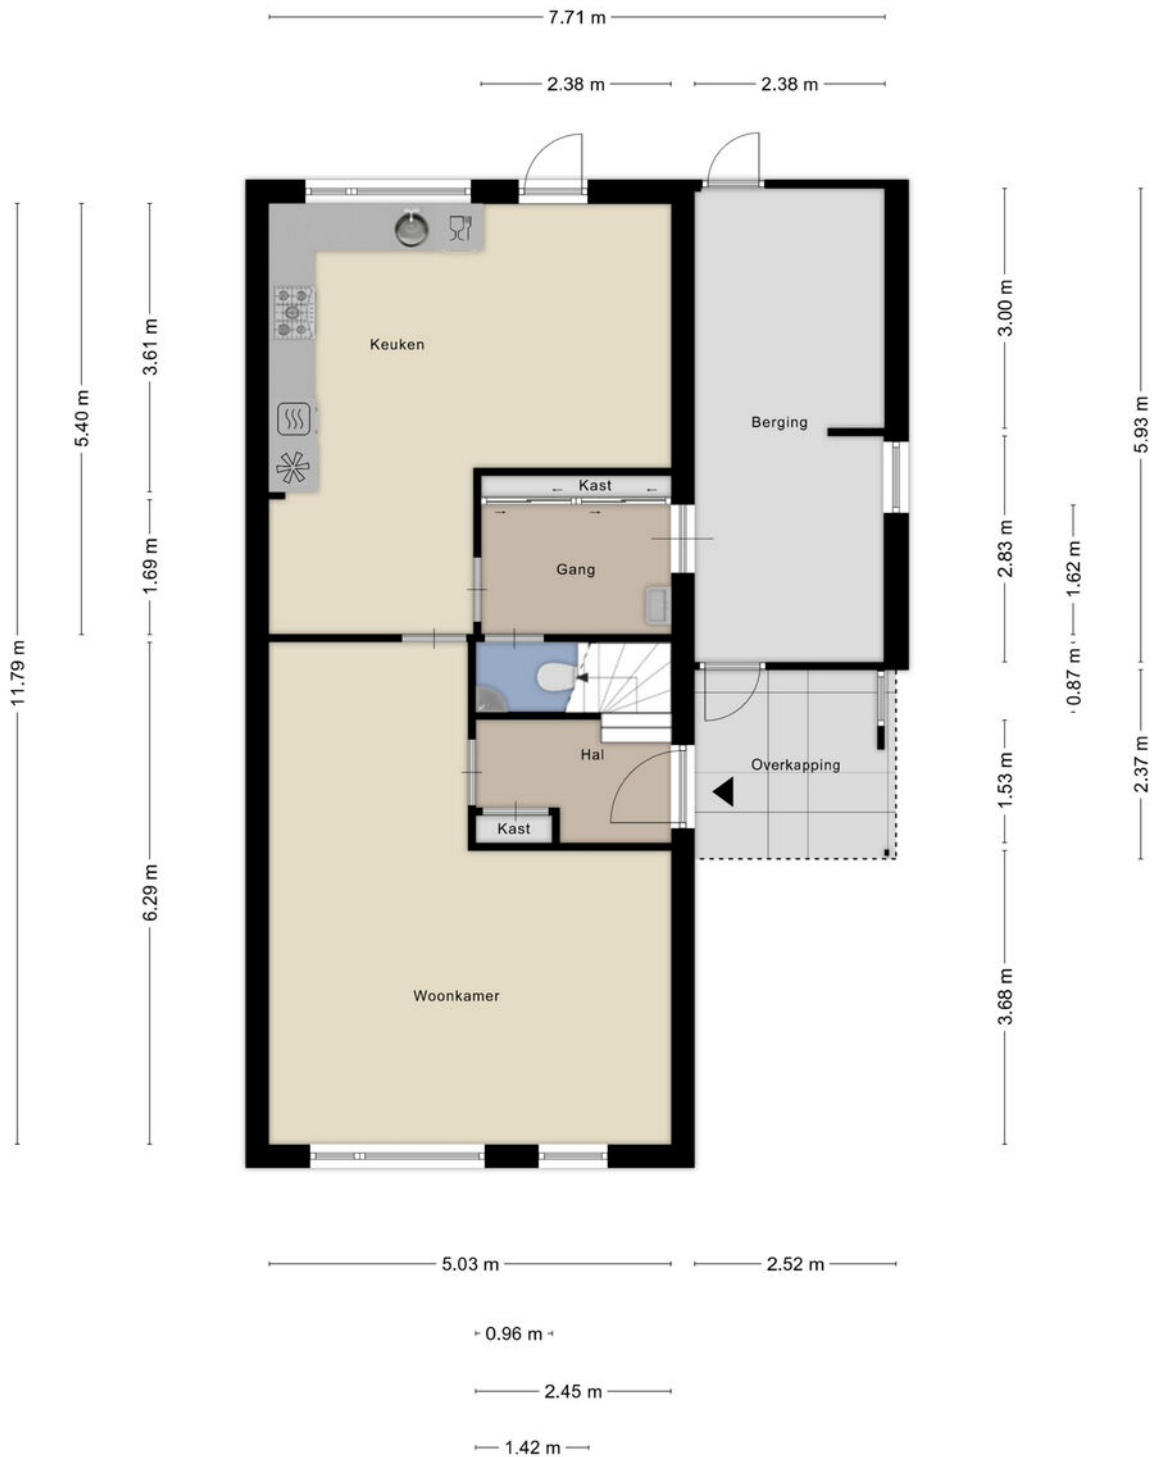 7.71 m
2.38 m
2.38 m
3.00 m
3.61 m
Keuken
5.40 m
5.93 m
Berging
Kast
2.83 m
1.69 m
1.62 m
Gang
11.79 m
0.87 m
2.37 m
Hal
Overkapping
1.53 m
Kast
6.29 m
3.68 m
Woonkamer
5.03 m
2.52 m
0.96 m
2.45 m
1.42 m